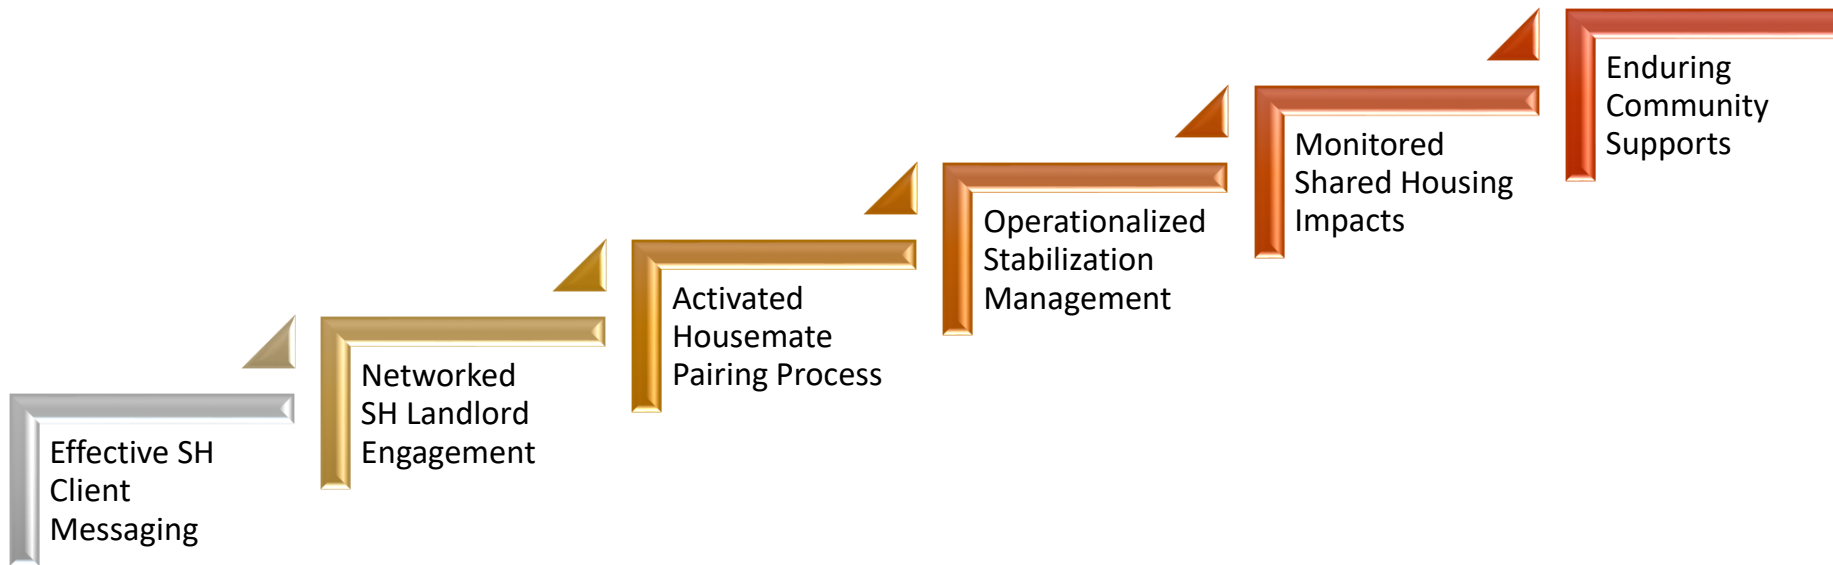 Effective SH
Client
Messaging
Networked
SH Landlord
Engagement
Activated
Housemate
Pairing Process
Operationalized
Stabilization
Management
Monitored
Shared Housing
Impacts
Enduring
Community
Supports